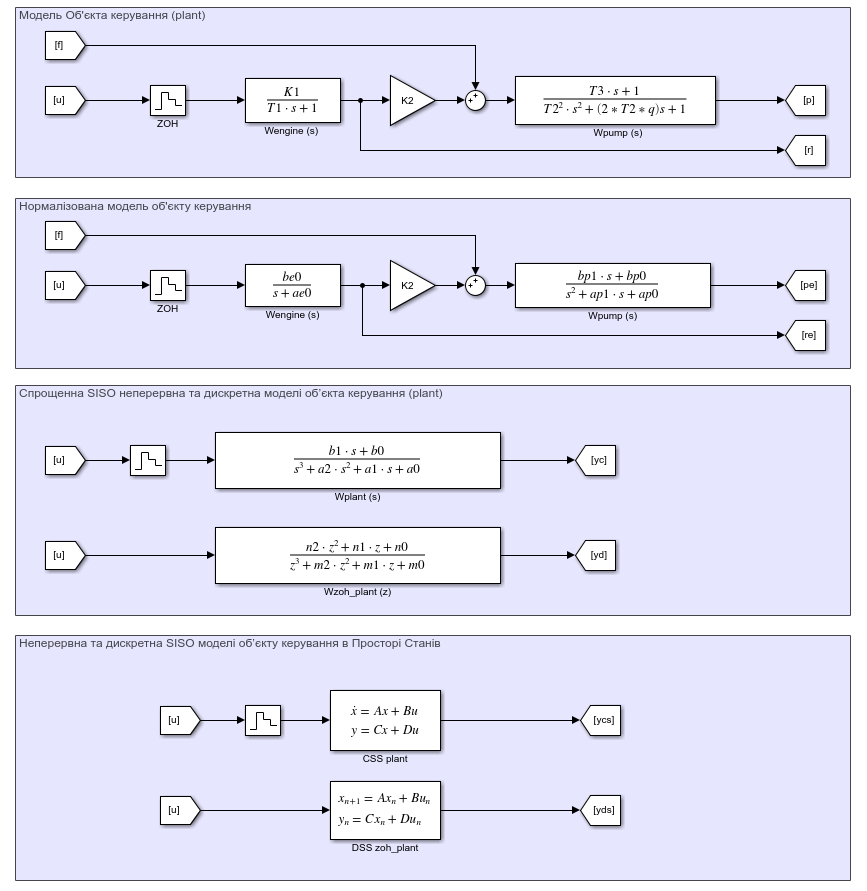 Модель Об'єкта керування (plant)
[f]
[u]
ZOH
K1
T1 · s + 1
Wengine (s)
K2
++
T3 · s + 1
T2² · s² + (2 * T2 * q)s + 1
Wpump (s)
[p]
[r]
Нормалізована модель об'єкту керування
[f]
[u]
ZOH
be0
s + ae0
Wengine (s)
K2
++
bp1 · s + bp0
s² + ap1 · s + ap0
Wpump (s)
[pe]
[re]
Спрощенна SISO неперервна та дискретна моделі об'єкта керування (plant)
[u]
b1 · s + b0
s³ + a2 · s² + a1 · s + a0
Wplant (s)
[yc]
[u]
n2 · z² + n1 · z + n0
z³ + m2 · z² + m1 · z + m0
Wzoh_plant (z)
[yd]
Неперервна та дискретна SISO моделі об'єкту керування в Просторі Станів
[u]
ẋ = Ax + Bu
y = Cx + Du
CSS plant
[ycs]
[u]
xₙ₊₁ = Axₙ + Buₙ
yₙ = Cxₙ + Duₙ
DSS zoh_plant
[yds]